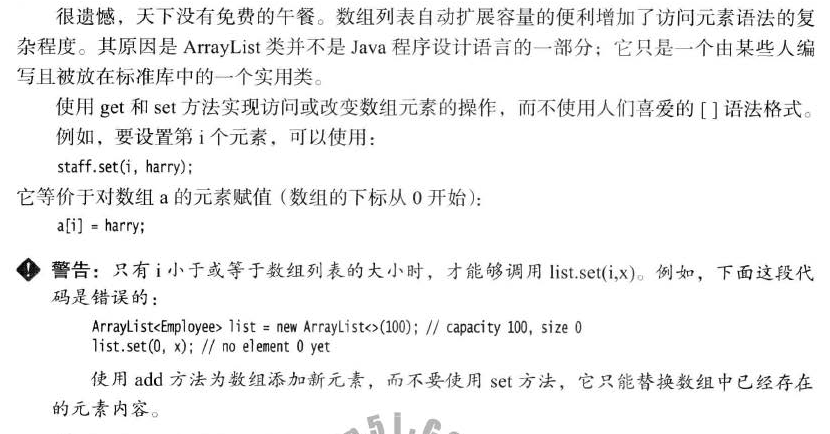 很遗憾，天下没有免费的午餐。数组列表自动扩展容量的便利增加了访问元素语法的复
杂程度。其原因是 ArrayList 类并不是 Java 程序设计语言的一部分；它只是一个由某些人编
写且被放在标准库中的一个实用类。
使用 get 和 set 方法实现访问或改变数组元素的操作，而不使用人们喜爱的 [ ] 语法格式。
例如，要设置第 i 个元素，可以使用：
staff.set(i, harry);
它等价于对数组 a 的元素赋值（数组的下标从 0 开始）：
a[i] = harry;
警告：只有 i 小于或等于数组列表的大小时，才能够调用 list.set(i,x)。例如，下面这段代
码是错误的：
ArrayList<Employee> list = new ArrayList<>(100); // capacity 100, size 0
list.set(0, x); // no element 0 yet
使用 add 方法为数组添加新元素，而不要使用 set 方法，它只能替换数组中已经存在
的元素内容。